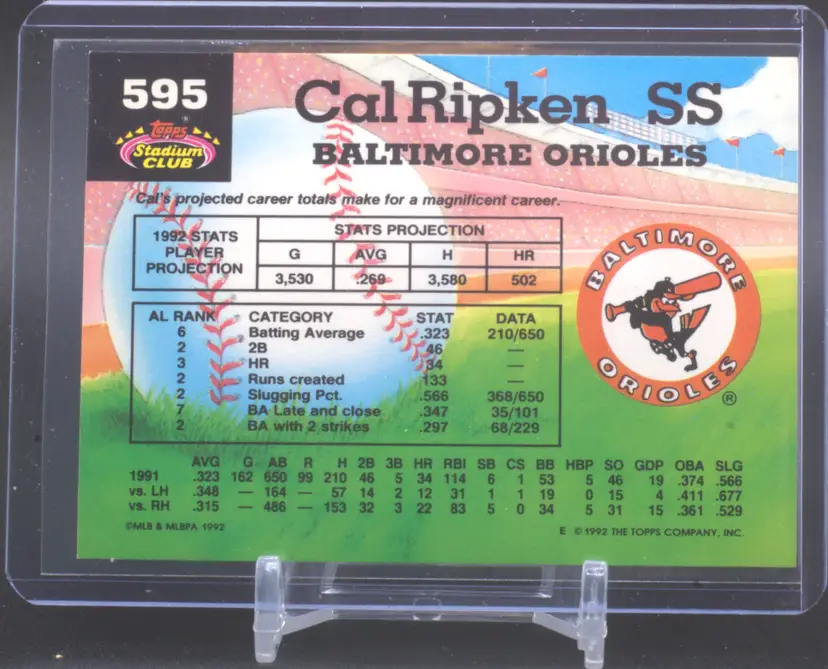 595
Topps
Stadium
CLUB
®
Cal Ripken SS
BALTIMORE ORIOLES
Cal's projected career totals make for a magnificent career.
1992 STATS PLAYER PROJECTION
STATS PROJECTION
G AVG H HR
3,530 .269 3,580 502
BALTIMORE
ORIOLES
®
AL RANK CATEGORY STAT DATA
6 Batting Average .323 210/650
2 2B 46 —
3 HR 34 —
2 Runs created 133 —
2 Slugging Pct. .566 368/650
7 BA Late and close .347 35/101
2 BA with 2 strikes .297 68/229
AVG G AB R H 2B 3B HR RBI SB CS BB HBP SO GDP OBA SLG
1991 .323 162 650 99 210 46 5 34 114 6 1 53 5 46 19 .374 .566
vs. LH .348 — 164 — 57 14 2 12 31 1 1 19 0 15 4 .411 .677
vs. RH .315 — 486 — 153 32 3 22 83 5 0 34 5 31 15 .361 .529
©MLB & MLBPA 1992
E © 1992 THE TOPPS COMPANY, INC.